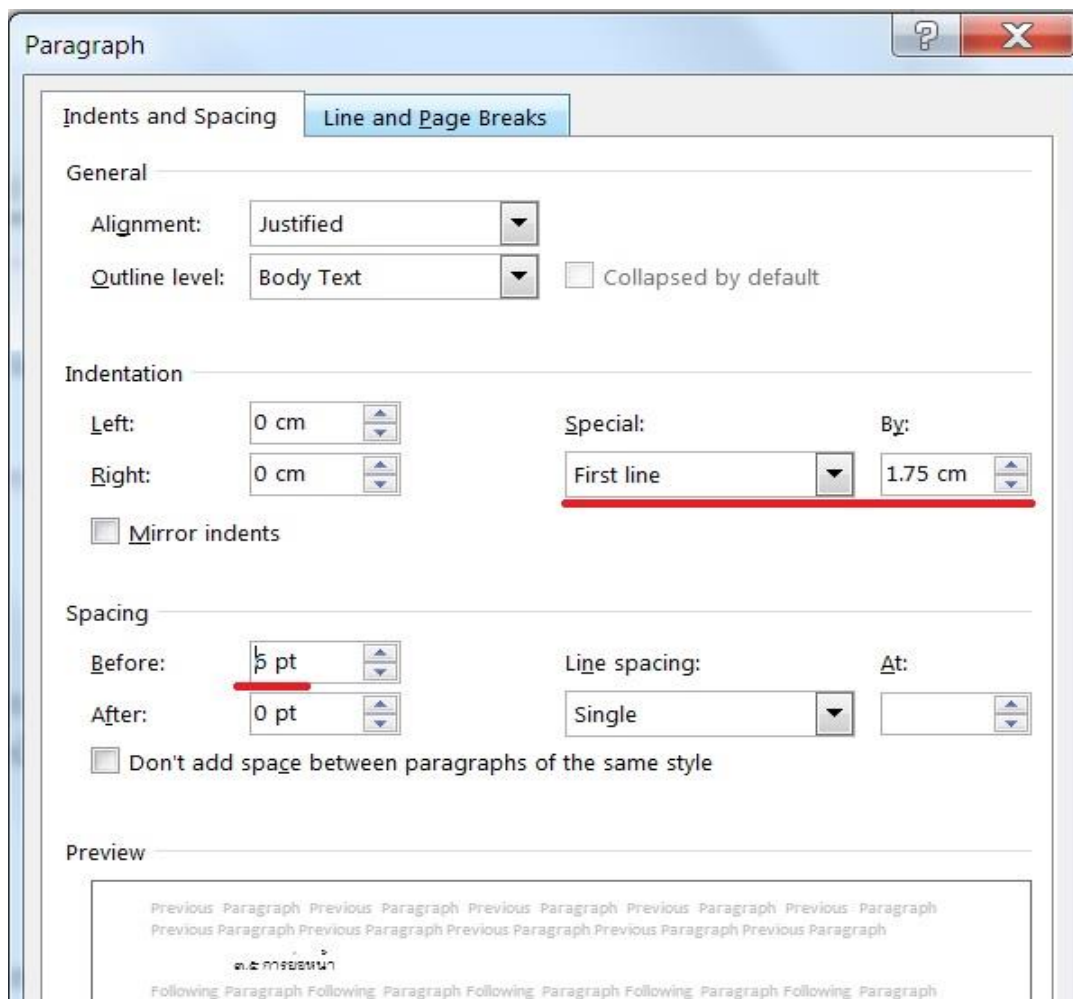 Paragraph
Indents and Spacing Line and Page Breaks
General
Alignment: Justified
Outline level: Body Text Collapsed by default
Indentation
Left: 0 cm Special: By:
Right: 0 cm First line 1.75 cm
Mirror indents
Spacing
Before: pt Line spacing: At:
After: 0 pt Single
Don't add space between paragraphs of the same style
Preview
Previous Paragraph Previous Paragraph Previous Paragraph Previous Paragraph Previous Paragraph
Previous Paragraph Previous Paragraph Previous Paragraph Previous Paragraph Previous Paragraph
๓.๕ การย่อหน้า
Following Paragraph Following Paragraph Following Paragraph Following Paragraph Following Paragraph